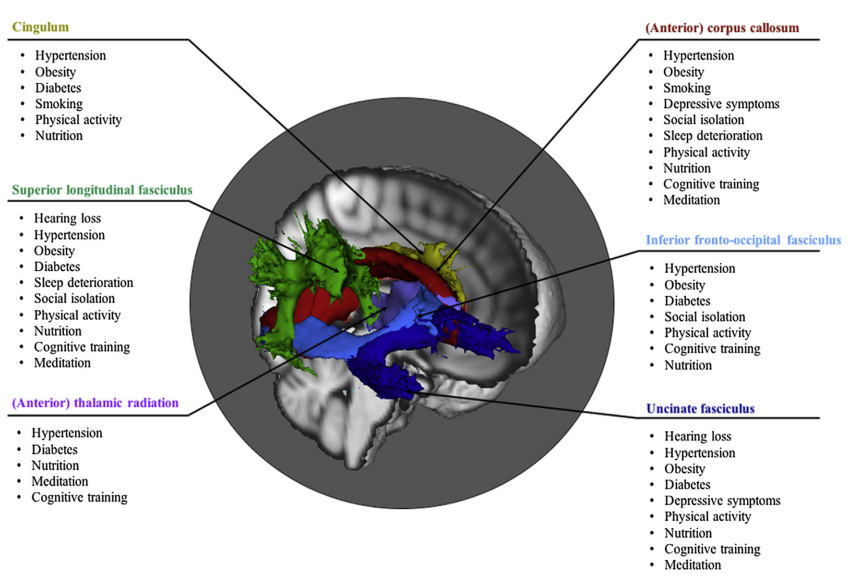 Cingulum
• Hypertension
• Obesity
• Diabetes
• Smoking
• Physical activity
• Nutrition
Superior longitudinal fasciculus
• Hearing loss
• Hypertension
• Obesity
• Diabetes
• Sleep deterioration
• Social isolation
• Physical activity
• Nutrition
• Cognitive training
• Meditation
(Anterior) thalamic radiation
• Hypertension
• Diabetes
• Nutrition
• Meditation
• Cognitive training
(Anterior) corpus callosum
• Hypertension
• Obesity
• Smoking
• Depressive symptoms
• Social isolation
• Sleep deterioration
• Physical activity
• Nutrition
• Cognitive training
• Meditation
Inferior fronto-occipital fasciculus
• Hypertension
• Obesity
• Diabetes
• Social isolation
• Physical activity
• Cognitive training
• Nutrition
Uncinate fasciculus
• Hearing loss
• Hypertension
• Obesity
• Diabetes
• Depressive symptoms
• Physical activity
• Nutrition
• Cognitive training
• Meditation